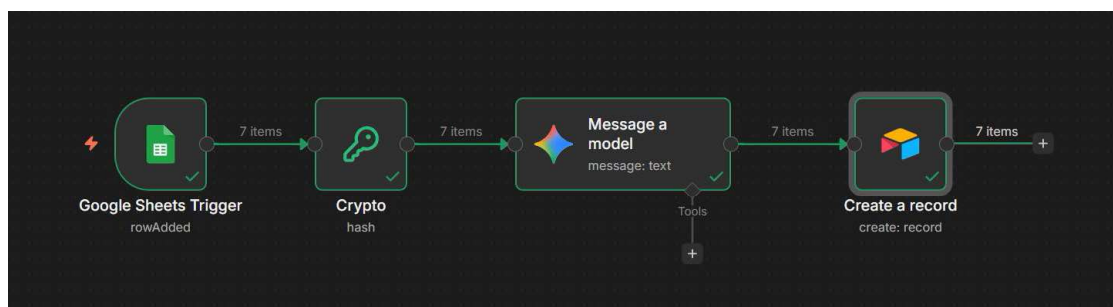 7 items
7 items
7 items
7 items
Message a
model
message: text
Google Sheets Trigger
rowAdded
Crypto
hash
Tools
Create a record
create: record